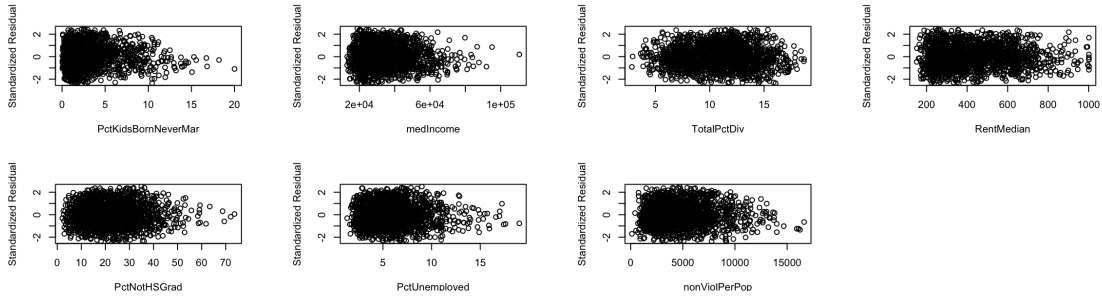 Standardized Residual
2
0
-2
0 5 10 15 20
PctKidsBornNeverMar
Standardized Residual
2
0
-2
2e+04 6e+04 1e+05
medIncome
Standardized Residual
2
0
-2
5 10 15
TotalPctDiv
Standardized Residual
2
0
-2
200 400 600 800 1000
RentMedian
Standardized Residual
2
0
-2
0 10 20 30 40 50 60 70
PctNotHSGrad
Standardized Residual
2
0
-2
5 10 15
PctUnemployed
Standardized Residual
2
0
-2
0 5000 10000 15000
nonViolPerPop